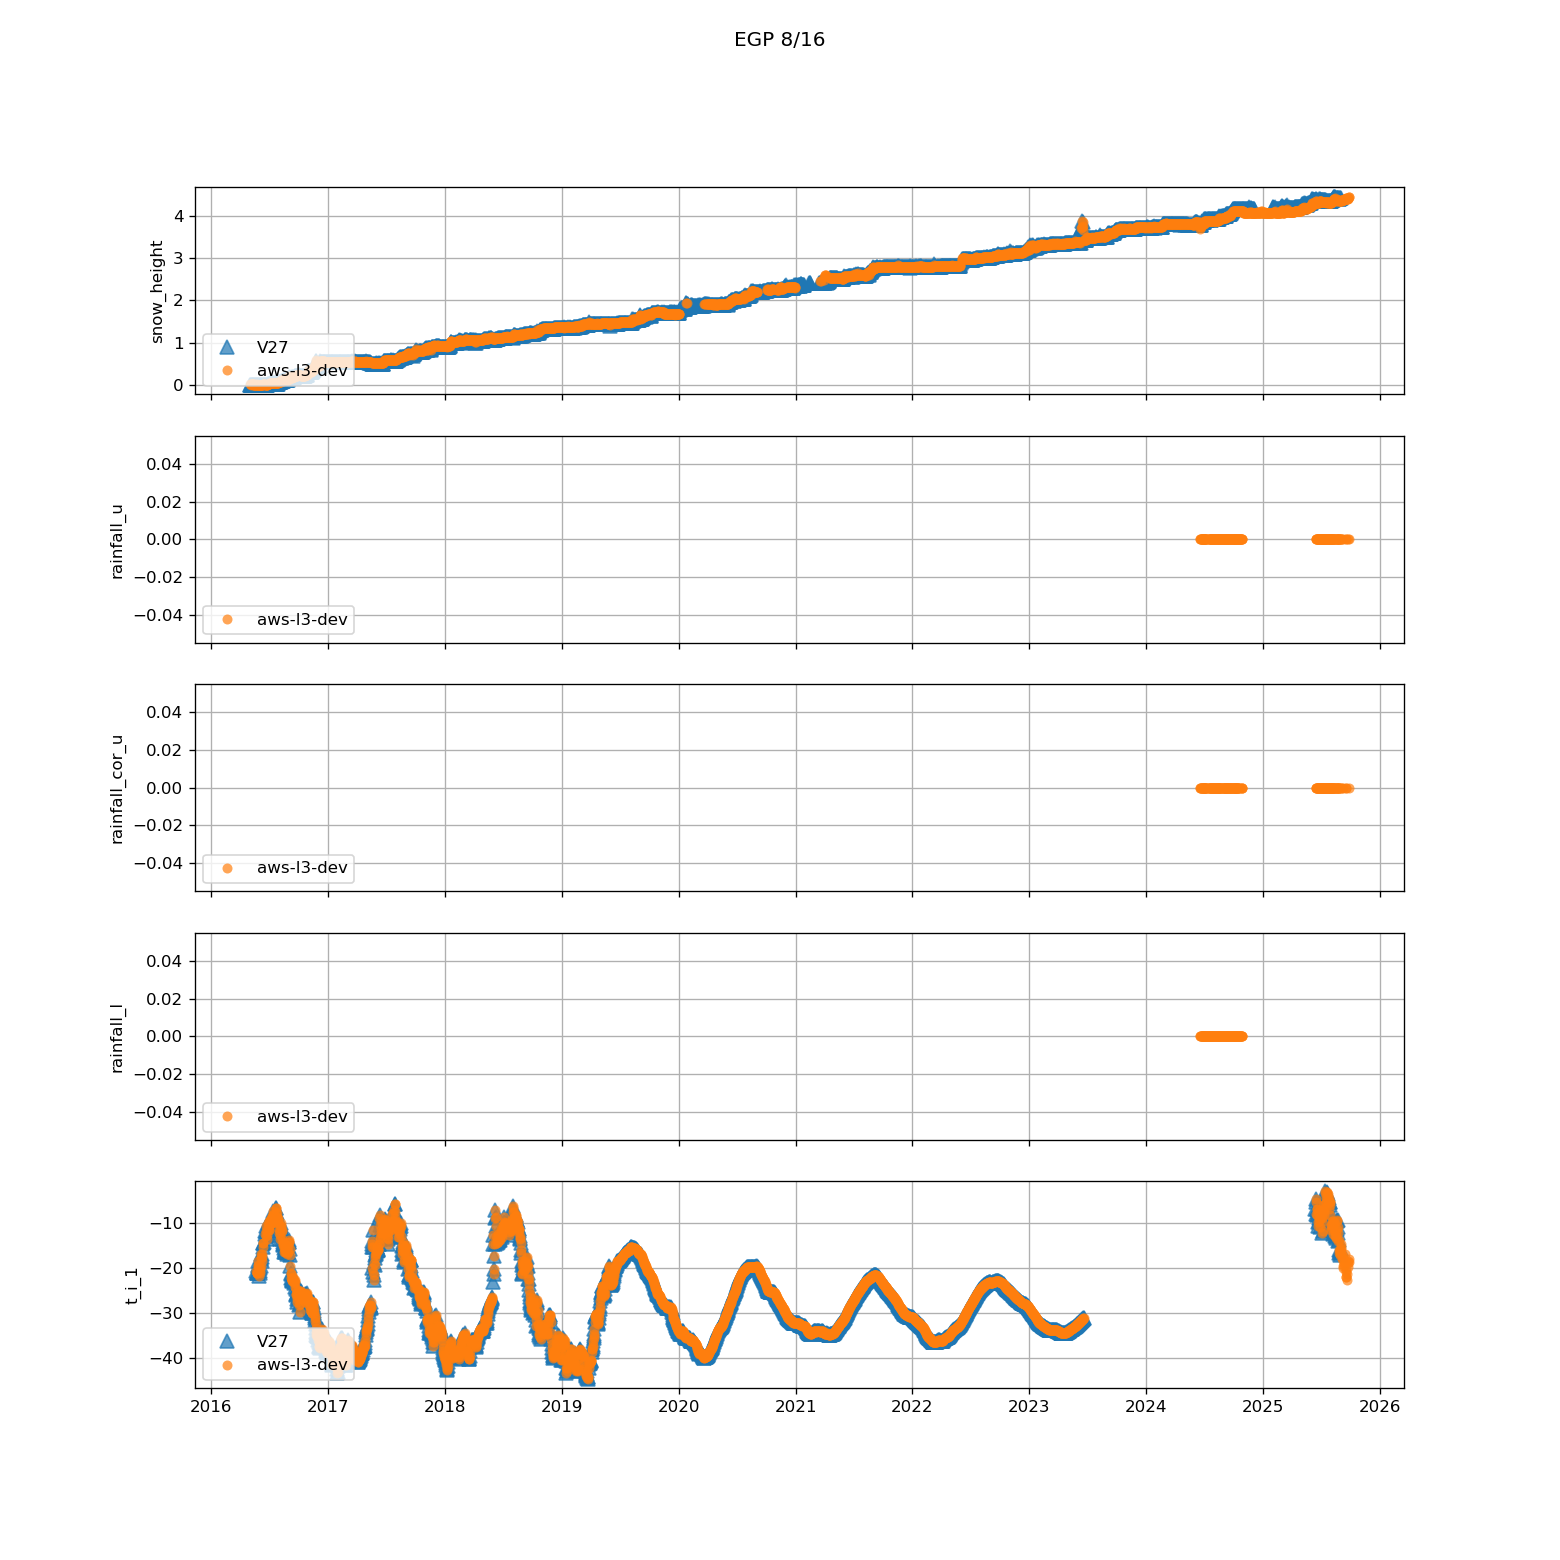 EGP 8/16
4
3
2
1
0
snow_height
V27
aws-l3-dev
0.04
0.02
0.00
−0.02
−0.04
rainfall_u
aws-l3-dev
0.04
0.02
0.00
−0.02
−0.04
rainfall_cor_u
aws-l3-dev
0.04
0.02
0.00
−0.02
−0.04
rainfall_l
aws-l3-dev
−10
−20
−30
−40
t_i_1
V27
aws-l3-dev
2016 2017 2018 2019 2020 2021 2022 2023 2024 2025 2026